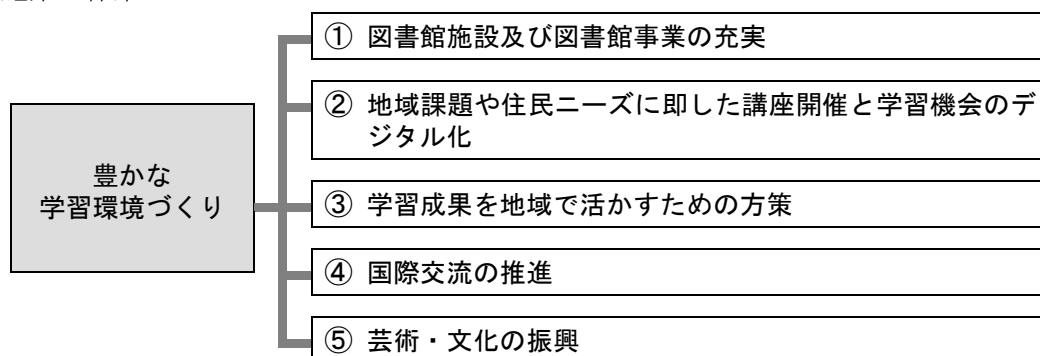 ① 図書館施設及び図書館事業の充実
② 地域課題や住民ニーズに即した講座開催と学習機会のデ
ジタル化
豊かな
学習環境づくり
③ 学習成果を地域で活かすための方策
④ 国際交流の推進
⑤ 芸術・文化の振興